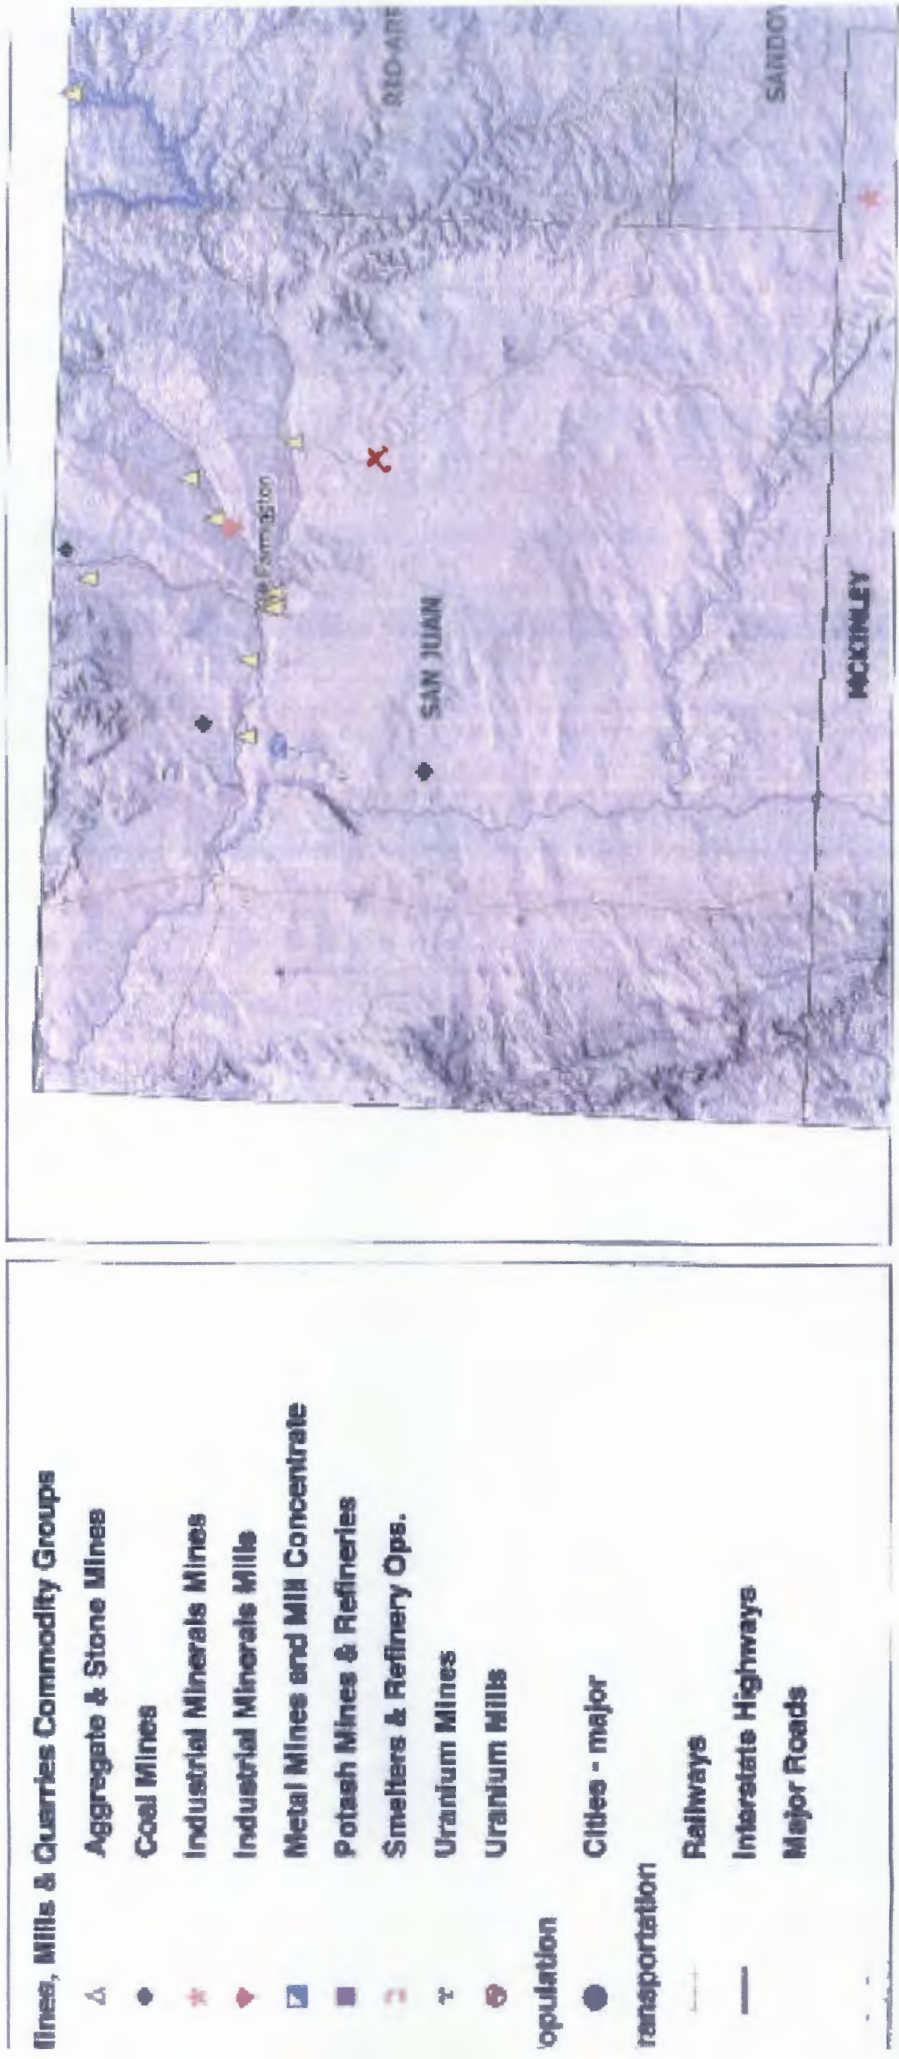 fines, Mills & Quarries Commodity Groups
Aggregate & Stone Mines
Coal Mines
Industrial Minerals Mines
Industrial Minerals Mills
Metal Mines and Mill Concentrate
Potash Mines & Refineries
Smelters & Refinery Ops.
Uranium Mines
Uranium Mills
opulation
Cities - major
ransportation
Railways
Interstate Highways
Major Roads
RIO-ARR
SANDOV
Farmington
SAN JUAN
MCKINLEY